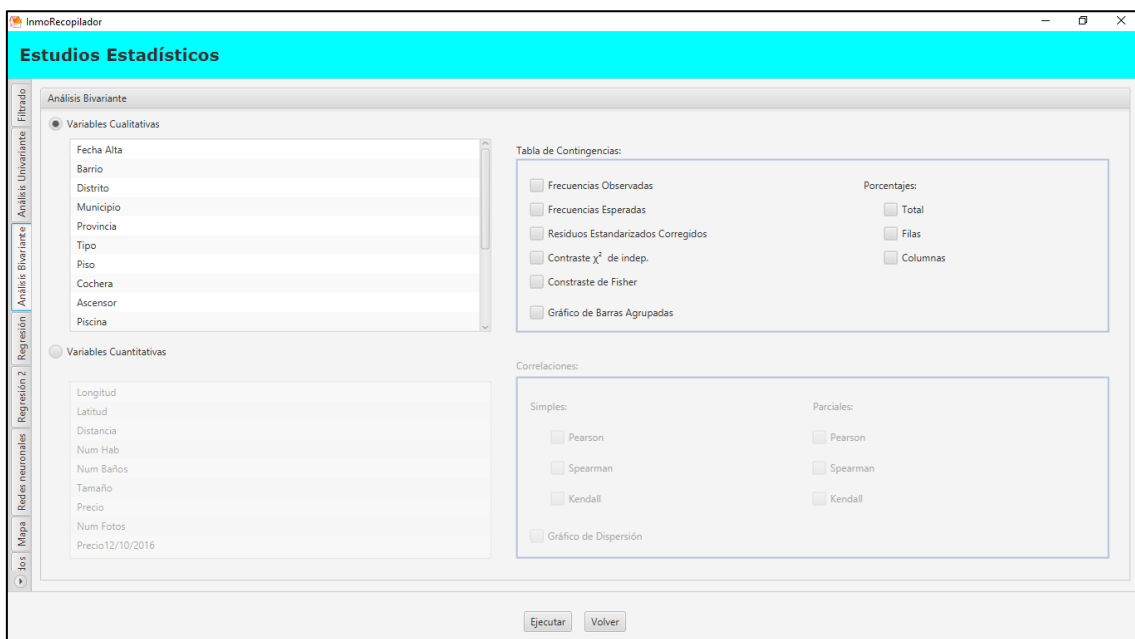 InmoRecopilador
Estudios Estadísticos
Filtrado
Análisis Univariante
Análisis Bivariante
Regresión
Regresión 2
Redes neuronales
Mapa
Análisis Bivariante
Variables Cualitativas
Fecha Alta
Barrio
Distrito
Municipio
Provincia
Tipo
Piso
Cochera
Ascensor
Piscina
Tabla de Contingencias:
Frecuencias Observadas
Frecuencias Esperadas
Residuos Estandarizados Corregidos
Contraste χ² de indep.
Constraste de Fisher
Gráfico de Barras Agrupadas
Porcentajes:
Total
Filas
Columnas
Variables Cuantitativas
Longitud
Latitud
Distancia
Num Hab
Num Baños
Tamaño
Precio
Num Fotos
Precio12/10/2016
Correlaciones:
Simples:
Pearson
Spearman
Kendall
Gráfico de Dispersión
Parciales:
Pearson
Spearman
Kendall
Ejecutar Volver